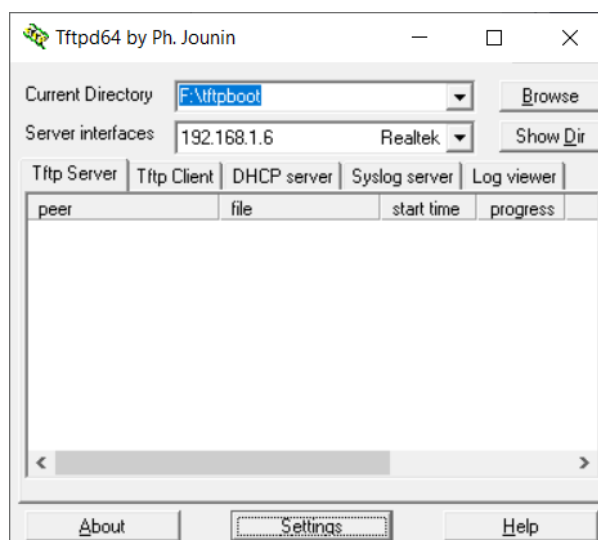 Tftpd64 by Ph. Jounin
Current Directory F:\tftpboot Browse
Server interfaces 192.168.1.6 Realtek Show Dir
Tftp Server Tftp Client DHCP server Syslog server Log viewer
peer file start time progress
About Settings Help